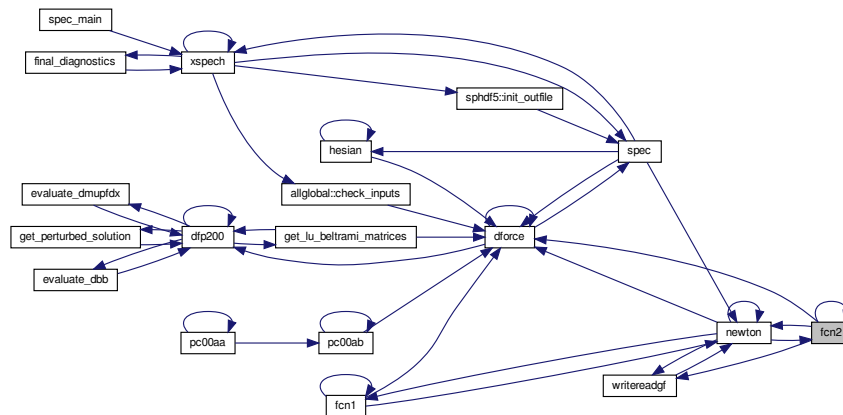 spec_main
final_diagnostics
xspech
sphdf5::init_outfile
hesian
spec
evaluate_dmupfdx
allglobal::check_inputs
get_perturbed_solution
dfp200
get_lu_beltrami_matrices
dforce
evaluate_dbb
pc00aa
pc00ab
newton
fcn2
writereadgf
fcn1